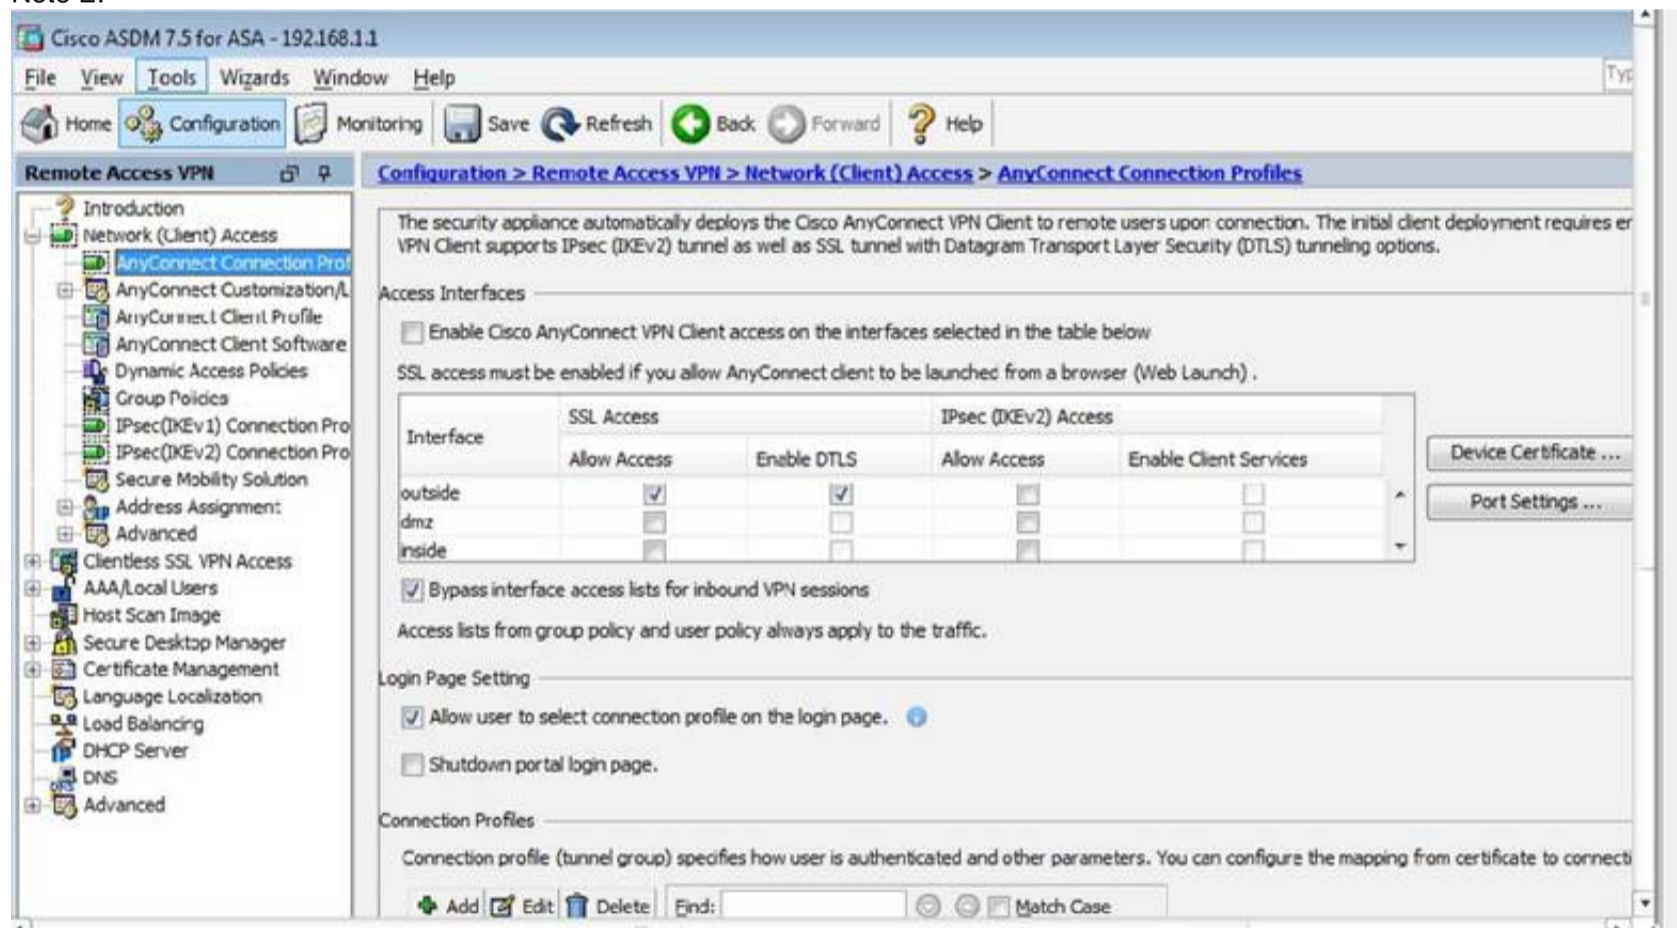 Cisco ASDM 7.5 for ASA - 192.168.1.1
File View Tools Wizards Window Help
Home Configuration Monitoring Save Refresh Back Forward Help
Remote Access VPN
Configuration > Remote Access VPN > Network (Client) Access > AnyConnect Connection Profiles
Introduction
Network (Client) Access
AnyConnect Connection Prof
AnyConnect Customization/L
AnyConnect Client Profile
AnyConnect Client Software
Dynamic Access Policies
Group Policies
IPsec(IKEv1) Connection Pro
IPsec(IKEv2) Connection Pro
Secure Mobility Solution
Address Assignment
Advanced
Clientless SSL VPN Access
AAA/Local Users
Host Scan Image
Secure Desktop Manager
Certificate Management
Language Localization
Load Balancing
DHCP Server
DNS
Advanced
The security appliance automatically deploys the Cisco AnyConnect VPN Client to remote users upon connection. The initial client deployment requires er
VPN Client supports IPsec (IKEv2) tunnel as well as SSL tunnel with Datagram Transport Layer Security (DTLS) tunneling options.
Access Interfaces
Enable Cisco AnyConnect VPN Client access on the interfaces selected in the table below
SSL access must be enabled if you allow AnyConnect client to be launched from a browser (Web Launch) .
Interface SSL Access IPsec (IKEv2) Access
Allow Access Enable DTLS Allow Access Enable Client Services
outside
dmz
inside
Device Certificate ...
Port Settings ...
Bypass interface access lists for inbound VPN sessions
Access lists from group policy and user policy always apply to the traffic.
Login Page Setting
Allow user to select connection profile on the login page.
Shutdown portal login page.
Connection Profiles
Connection profile (tunnel group) specifies how user is authenticated and other parameters. You can configure the mapping from certificate to connecti
Add Edit Delete Find: Match Case